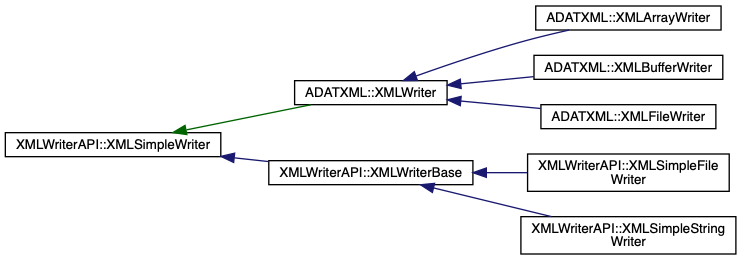 ADATXML::XMLArrayWriter
ADATXML::XMLBufferWriter
ADATXML::XMLWriter
ADATXML::XMLFileWriter
XMLWriterAPI::XMLSimpleWriter
XMLWriterAPI::XMLWriterBase
XMLWriterAPI::XMLSimpleFile
Writer
XMLWriterAPI::XMLSimpleString
Writer